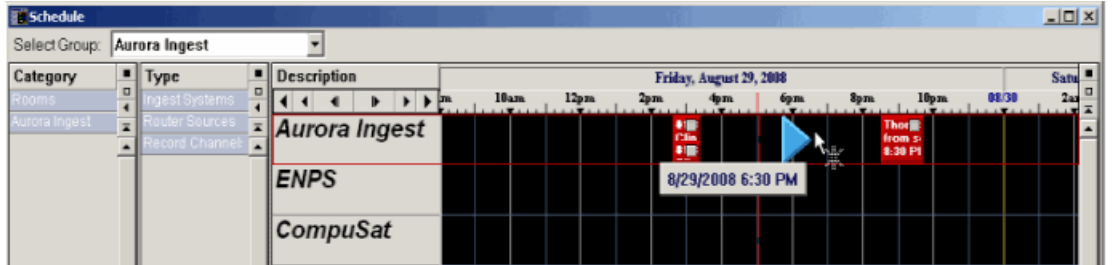 Schedule
Select Group: Aurora Ingest
Category
Type
Description
Friday, August 29, 2008
Satu
Rooms
Ingest Systems
10am 12pm 2pm 4pm 6pm 8pm 10pm 08/30
Aurora Ingest
Router Sources
Record Channel
Aurora Ingest
Thor
from s
8:30 P
ENPS
8/29/2008 6:30 PM
CompuSat